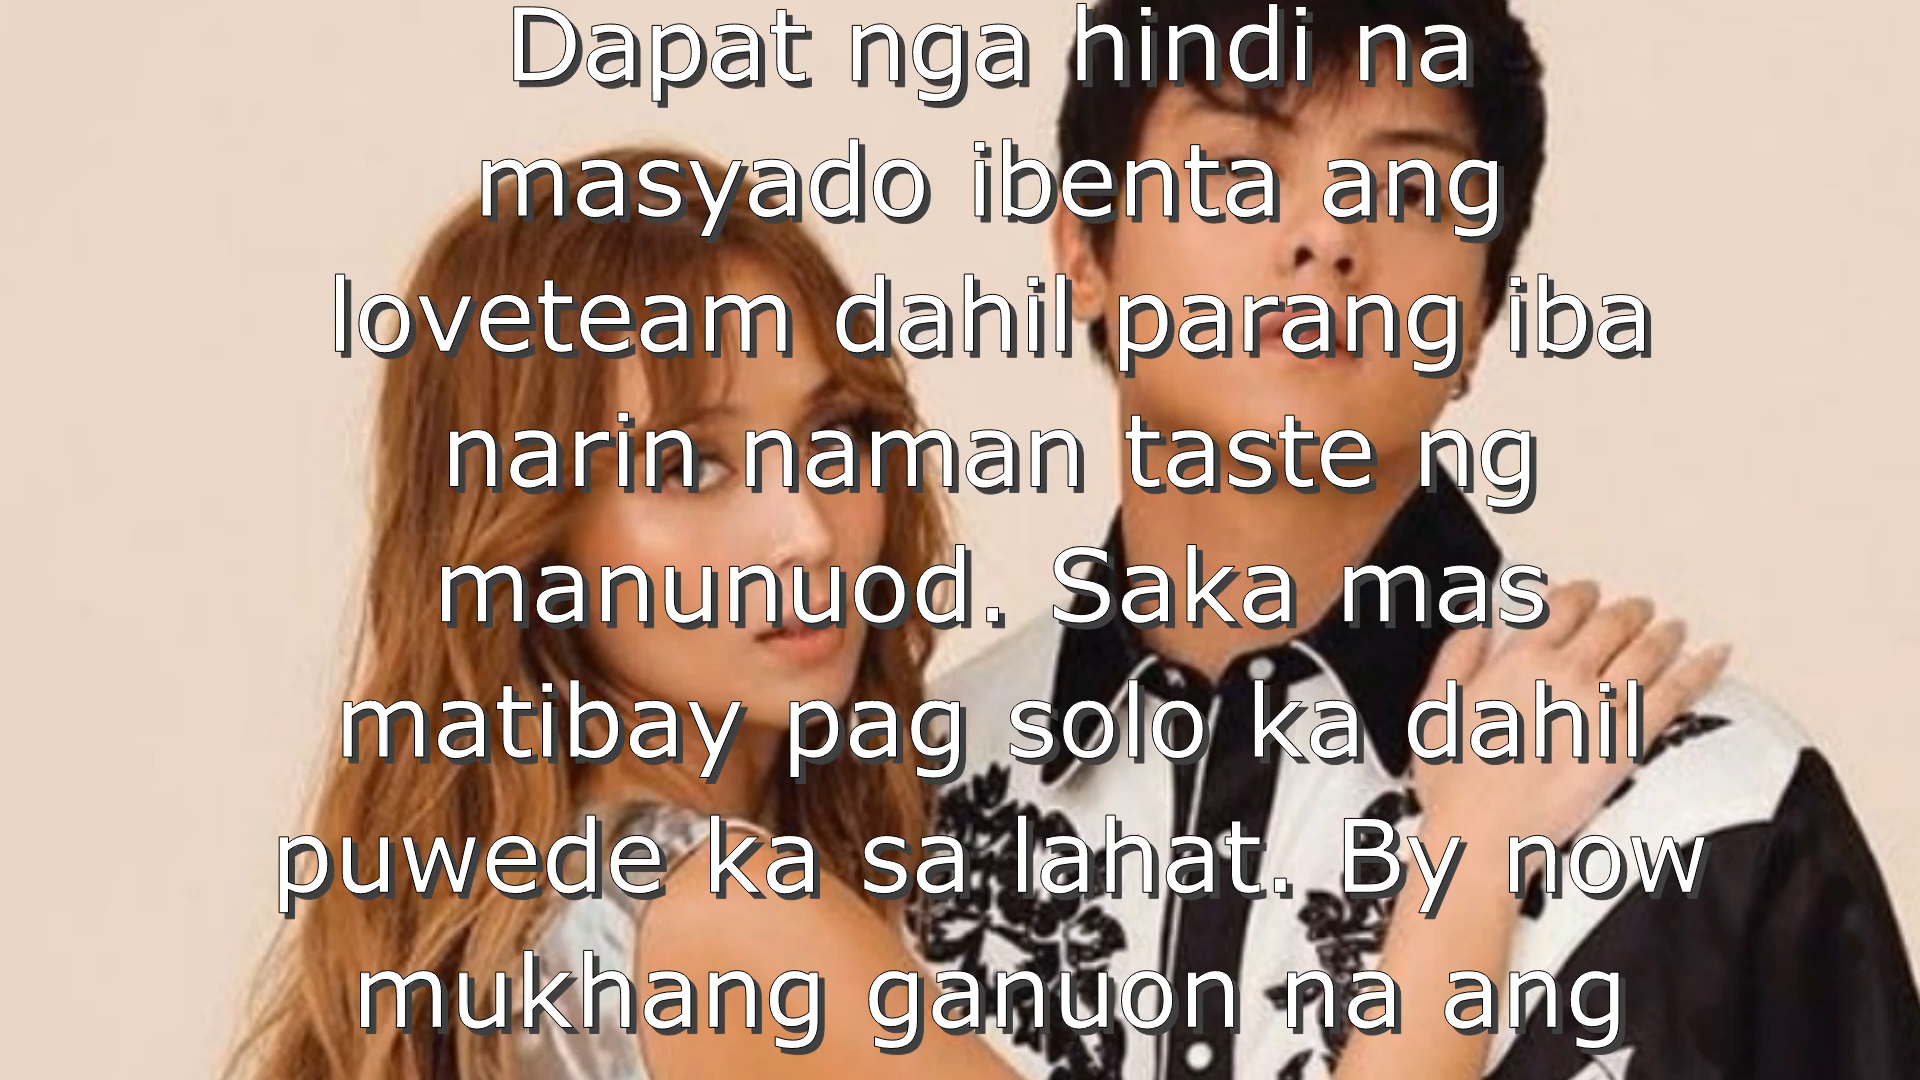 Dapat nga hindi na
masyado ibenta ang
loveteam dahil parang iba
narin naman taste ng
manunuod. Saka mas
matibay pag solo ka dahil
puwede ka sa lahat. By now
mukhang ganuon na ang